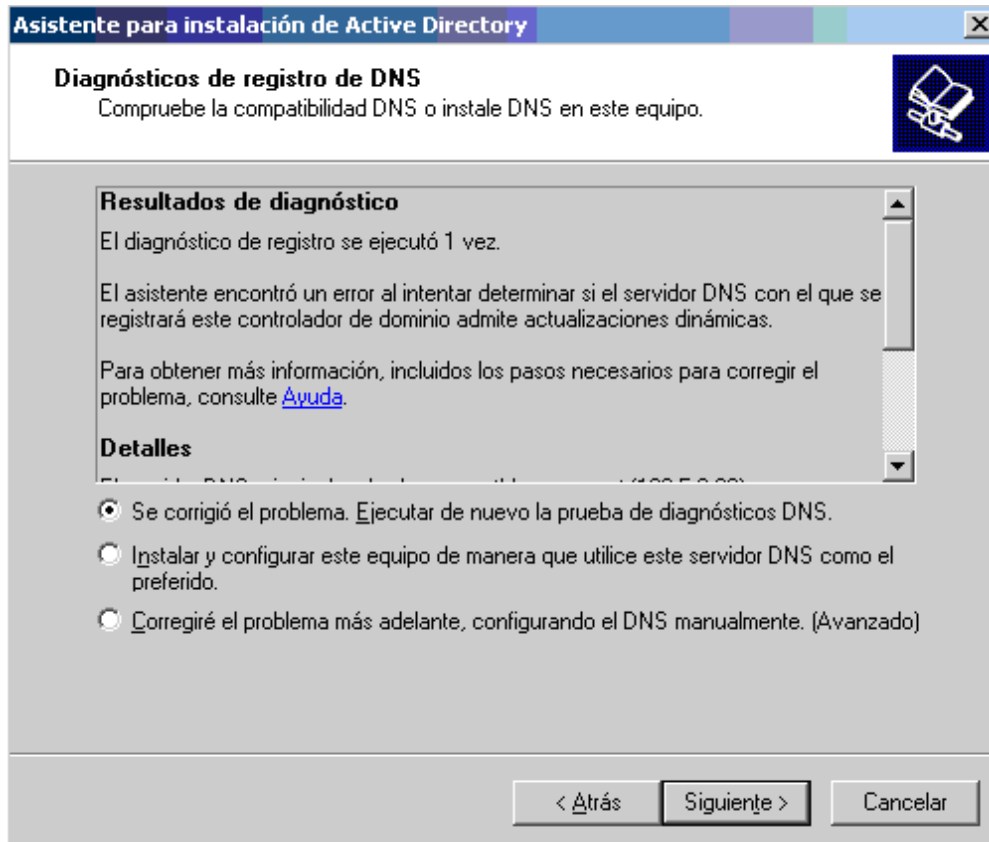 Asistente para instalación de Active Directory
Diagnósticos de registro de DNS
Compruebe la compatibilidad DNS o instale DNS en este equipo.
Resultados de diagnóstico
El diagnóstico de registro se ejecutó 1 vez.
El asistente encontró un error al intentar determinar si el servidor DNS con el que se
registrará este controlador de dominio admite actualizaciones dinámicas.
Para obtener más información, incluidos los pasos necesarios para corregir el
problema, consulte Ayuda.
Detalles
Se corrigió el problema. Ejecutar de nuevo la prueba de diagnósticos DNS.
Instalar y configurar este equipo de manera que utilice este servidor DNS como el
preferido.
Corregiré el problema más adelante, configurando el DNS manualmente. (Avanzado)
< Atrás
Siguiente >
Cancelar